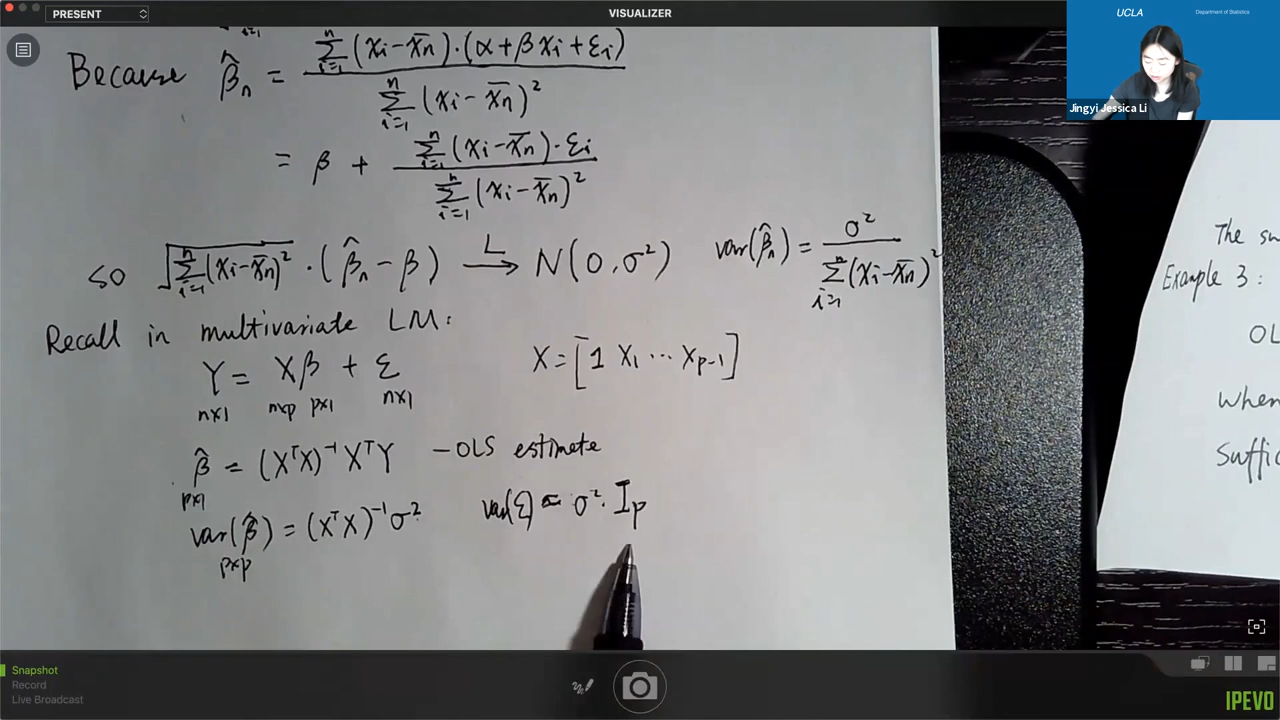 PRESENT
VISUALIZER
UCLA
Department of Statistics
Jingyi Jessica Li
Because β̂ₙ = Σᵢ₌₁ⁿ (xᵢ - x̄ₙ)·(α + βxᵢ + εᵢ) / Σᵢ₌₁ⁿ (xᵢ - x̄ₙ)²
= β + Σᵢ₌₁ⁿ (xᵢ - x̄ₙ)·εᵢ / Σᵢ₌₁ⁿ (xᵢ - x̄ₙ)²
so √(Σᵢ₌₁ⁿ (xᵢ - x̄ₙ)²) · (β̂ₙ - β) →ᴸ N(0, σ²) var(β̂ₙ) = σ² / Σᵢ₌₁ⁿ (xᵢ - x̄ₙ)²
Recall in multivariate LM:
Y = Xβ + ε X = [1 X₁ ⋯ Xₚ₋₁]
n×1 n×p p×1 n×1
β̂ = (XᵀX)⁻¹XᵀY - OLS estimate
p×1
var(β̂) = (XᵀX)⁻¹σ² var(ε) = σ²·Iₚ
p×p
The su
Example 3:
OL
when
Suffic
Snapshot
Record
Live Broadcast
IPEVO